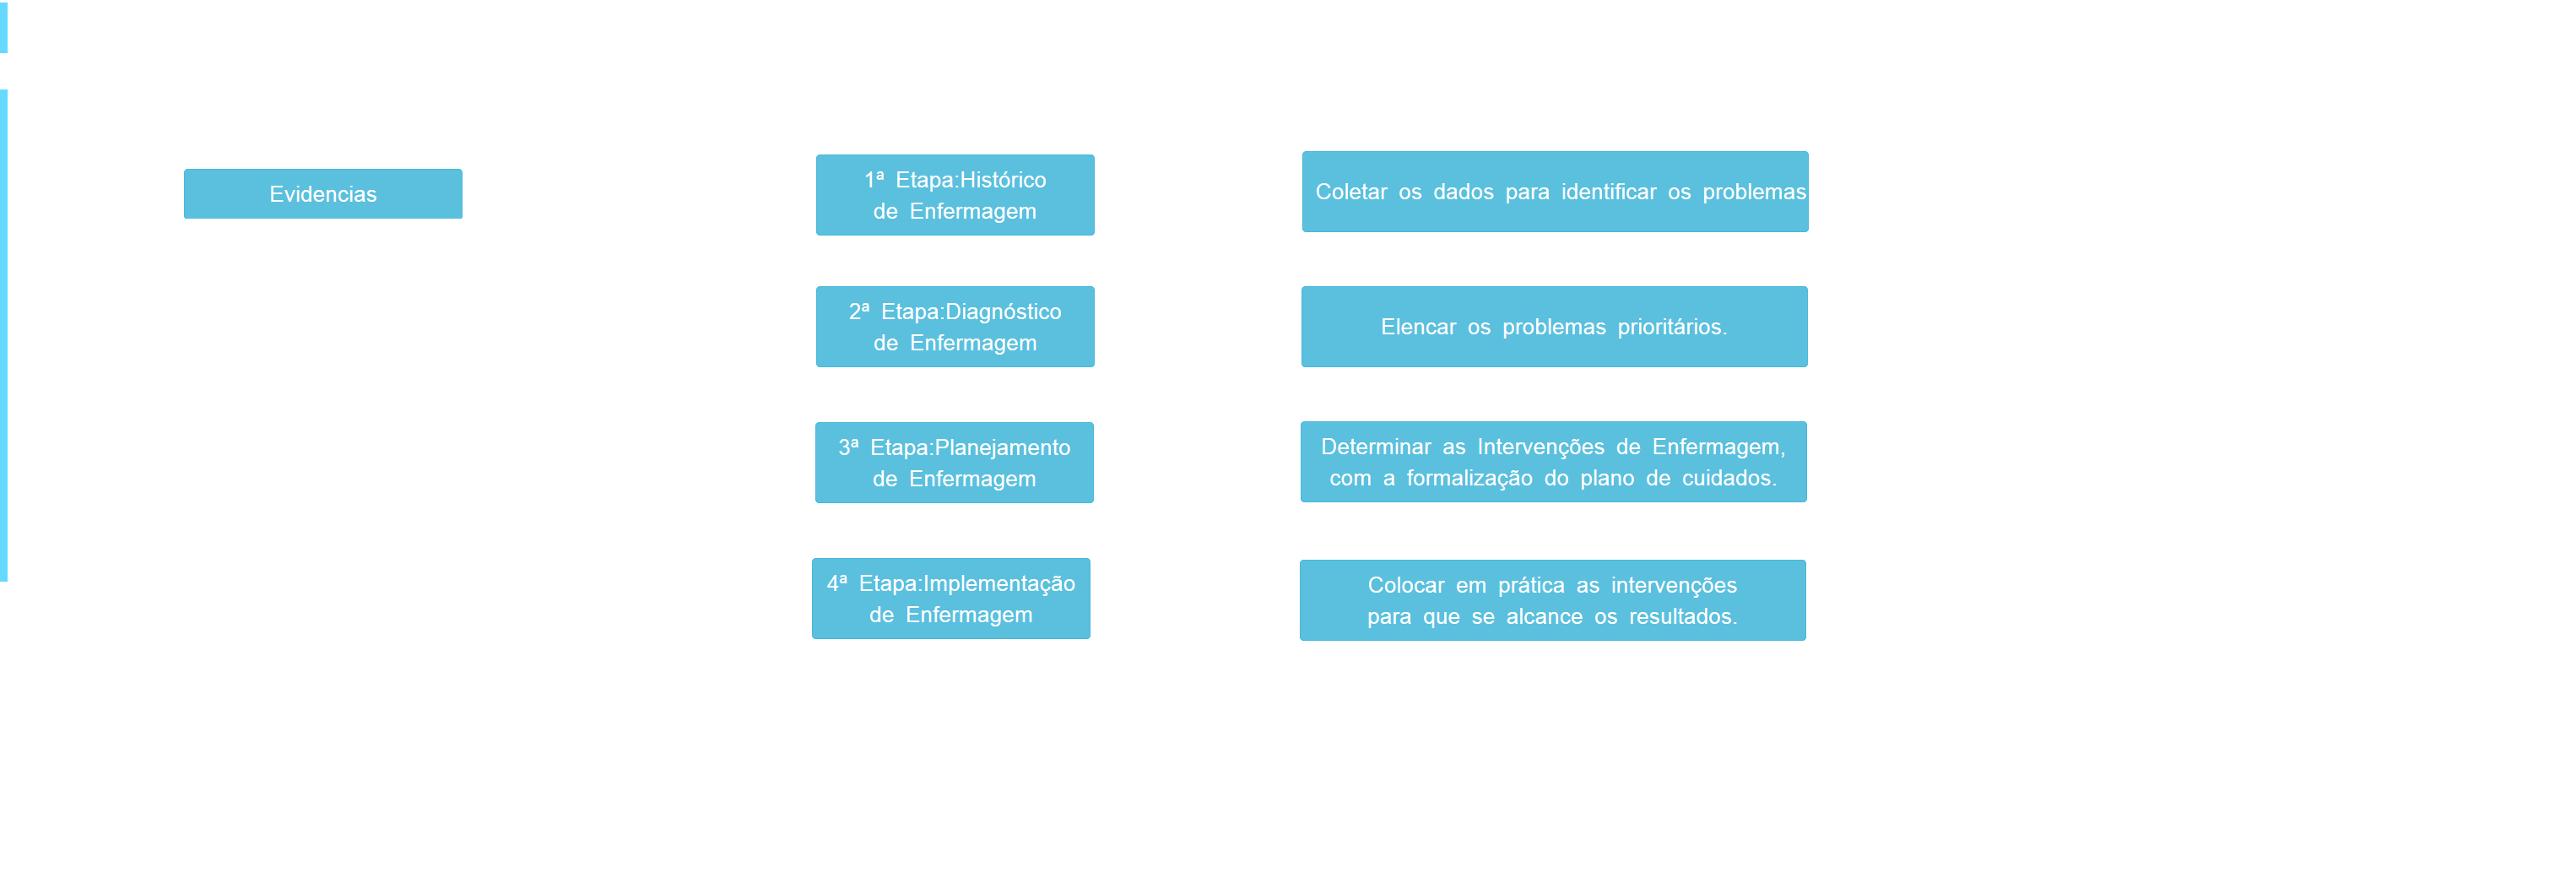 Evidencias
1ª Etapa:Histórico
de Enfermagem
Coletar os dados para identificar os problemas
2ª Etapa:Diagnóstico
de Enfermagem
Elencar os problemas prioritários.
3ª Etapa:Planejamento
de Enfermagem
Determinar as Intervenções de Enfermagem,
com a formalização do plano de cuidados.
4ª Etapa:Implementação
de Enfermagem
Colocar em prática as intervenções
para que se alcance os resultados.